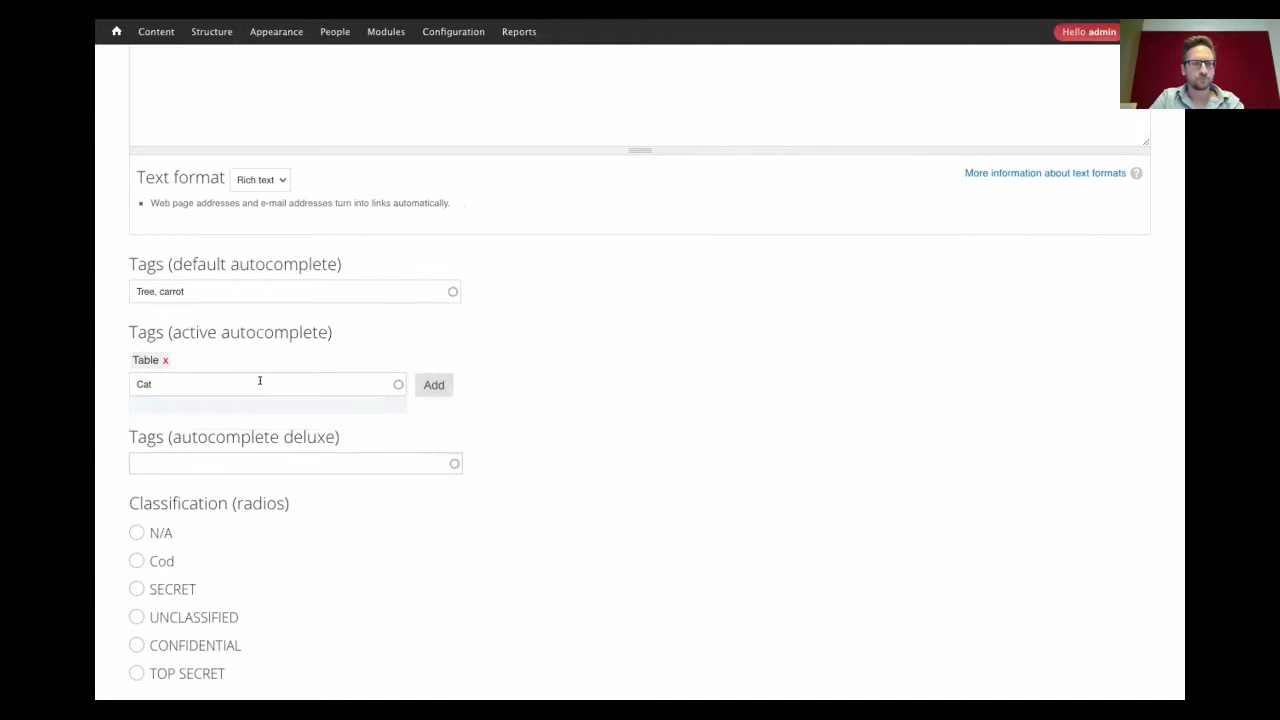 Content Structure Appearance People Modules Configuration Reports Hello admin
Text format Rich text More information about text formats ?
Web page addresses and e-mail addresses turn into links automatically.
Tags (default autocomplete)
Tree, carrot
Tags (active autocomplete)
Table x
Cat Add
Tags (autocomplete deluxe)
Classification (radios)
N/A
Cod
SECRET
UNCLASSIFIED
CONFIDENTIAL
TOP SECRET